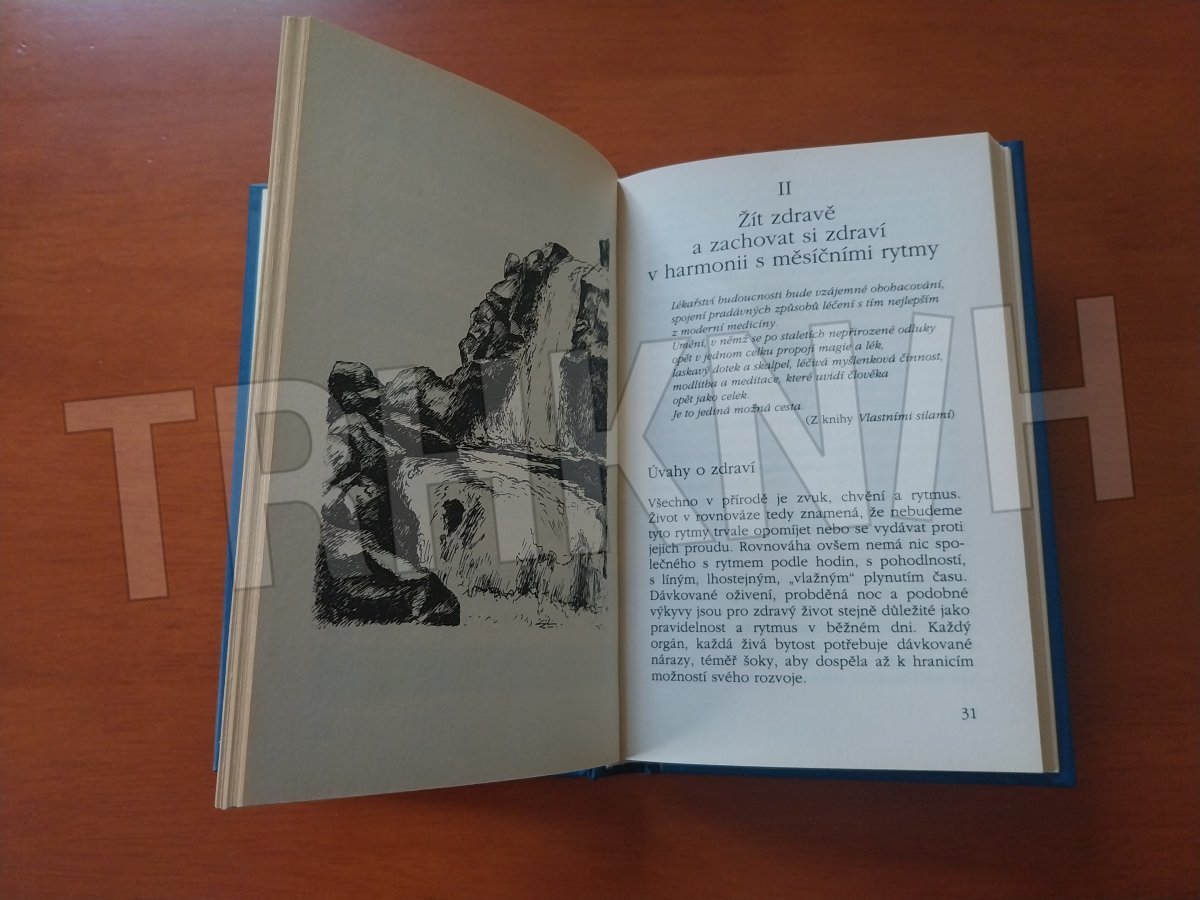 II
Žít zdravě
a zachovat si zdraví
v harmonii s měsíčními rytmy
Lékařství budoucnosti bude vzájemné obohacování,
spojení pradávných způsobů léčení s tím nejlepším
z moderní medicíny.
Umění, v němž se po staletích nepřirozené odluky
opět v jednom celku propojí magie a lék,
laskavý dotek a skalpel, léčivá myšlenková činnost,
modlitba a meditace, které uvidí člověka
opět jako celek.
Je to jediná možná cesta.
(Z knihy Vlastními silami)
Úvahy o zdraví
Všechno v přírodě je zvuk, chvění a rytmus.
Život v rovnováze tedy znamená, že nebudeme
tyto rytmy trvale opomíjet nebo se vydávat proti
jejich proudu. Rovnováha ovšem nemá nic spo-
lečného s rytmem podle hodin, s pohodlností,
s líným, lhostejným, „vlažným“ plynutím času.
Dávkované oživení, probděná noc a podobné
výkyvy jsou pro zdravý život stejně důležité jako
pravidelnost a rytmus v běžném dni. Každý
orgán, každá živá bytost potřebuje dávkované
nárazy, téměř šoky, aby dospěla až k hranicím
možností svého rozvoje.
31
TRHKNIH